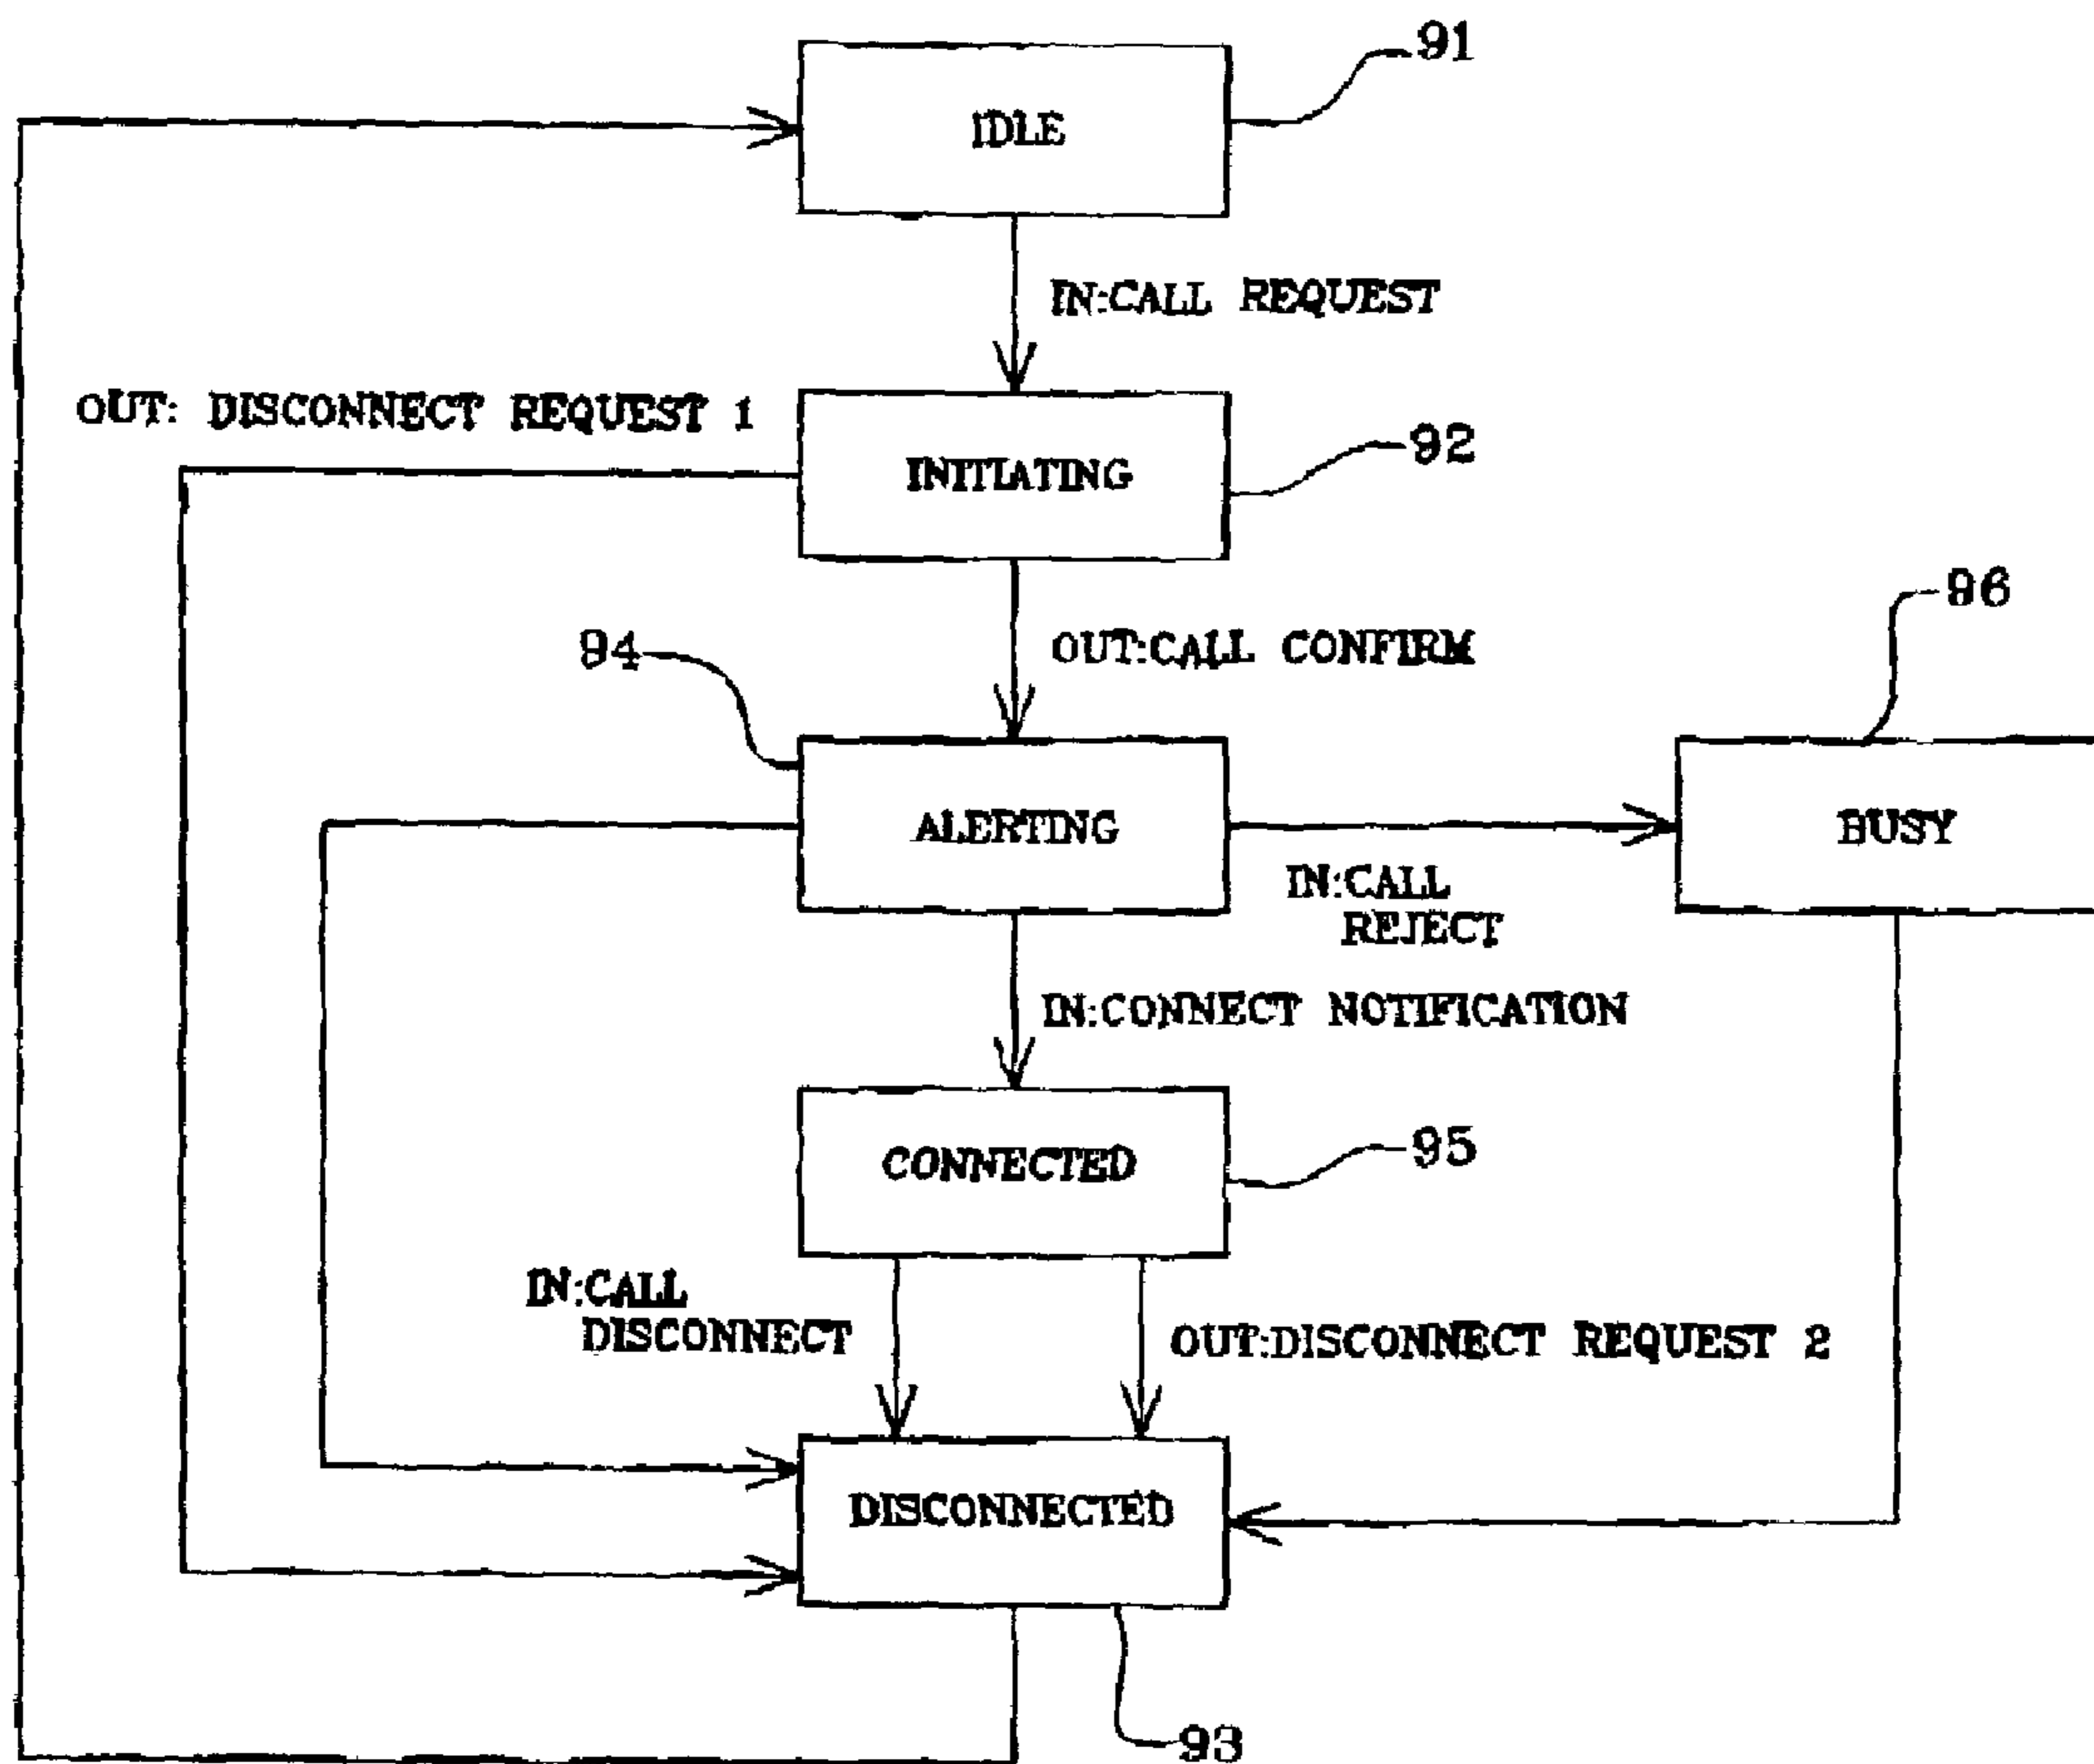 91
IDLE
IN:CALL REQUEST
OUT: DISCONNECT REQUEST 1
92
INITIATING
96
94
OUT:CALL CONFIRM
ALERTING
BUSY
IN:CALL
REJECT
IN:CONNECT NOTIFICATION
95
CONNECTED
IN:CALL
DISCONNECT
OUT:DISCONNECT REQUEST 2
DISCONNECTED
93